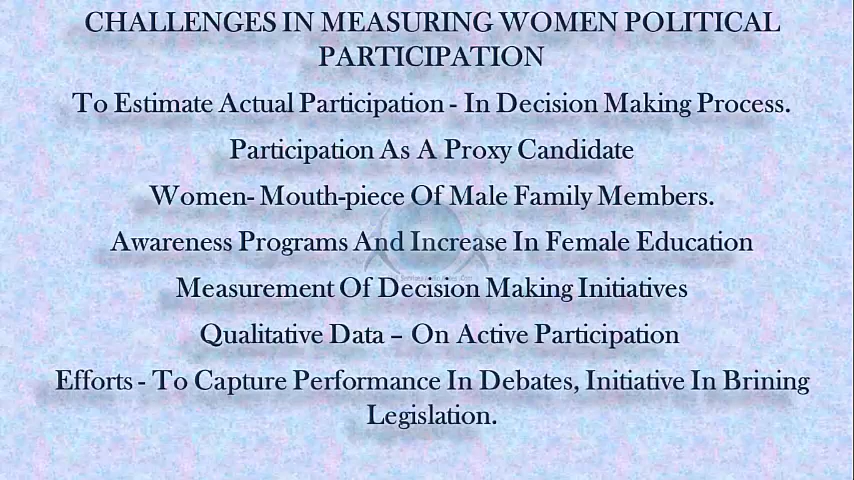 CHALLENGES IN MEASURING WOMEN POLITICAL
PARTICIPATION
To Estimate Actual Participation - In Decision Making Process.
Participation As A Proxy Candidate
Women- Mouth-piece Of Male Family Members.
Awareness Programs And Increase In Female Education
Measurement Of Decision Making Initiatives
Qualitative Data – On Active Participation
Efforts - To Capture Performance In Debates, Initiative In Brining
Legislation.